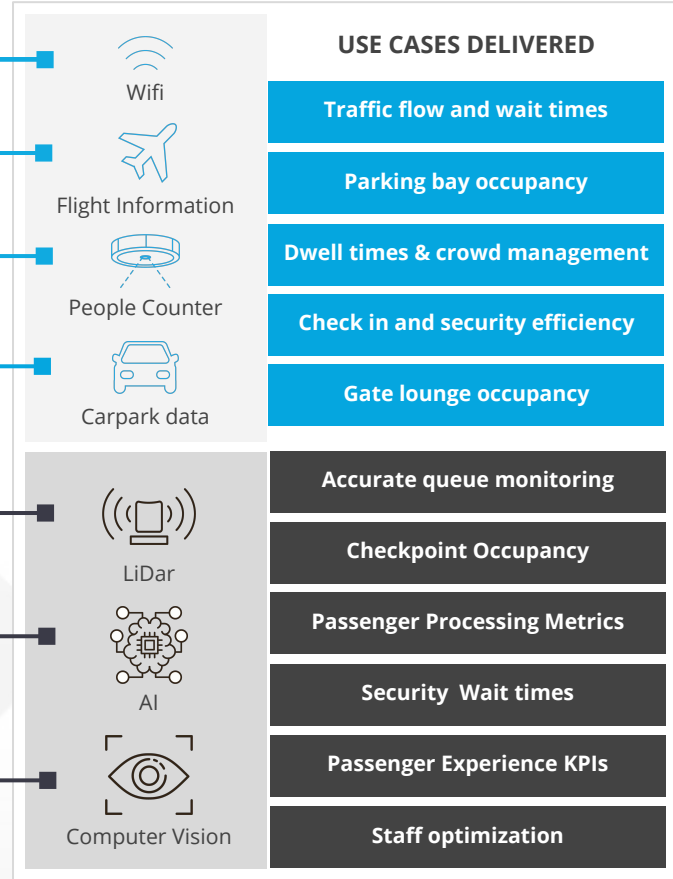 USE CASES DELIVERED
Wifi
Flight Information
People Counter
Carpark data
Traffic flow and wait times
Parking bay occupancy
Dwell times & crowd management
Check in and security efficiency
Gate lounge occupancy
LiDar
AI
Computer Vision
Accurate queue monitoring
Checkpoint Occupancy
Passenger Processing Metrics
Security Wait times
Passenger Experience KPIs
Staff optimization